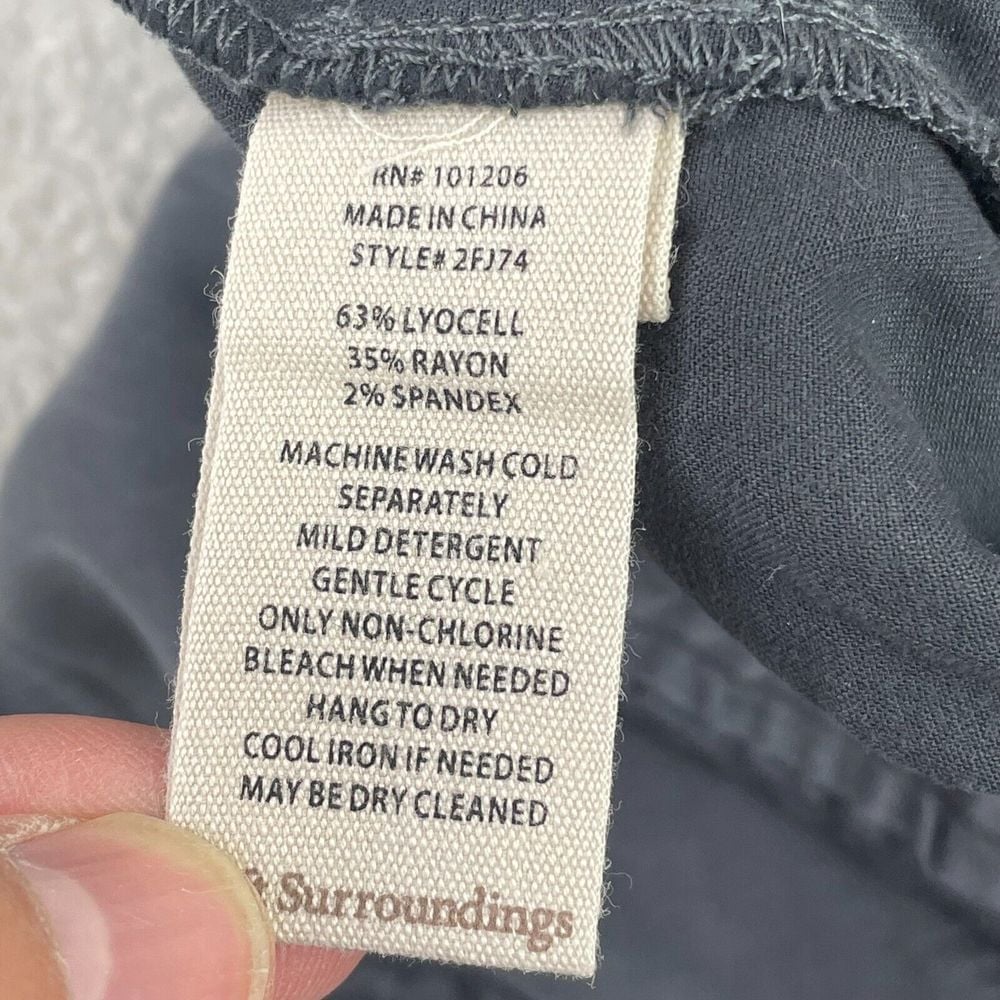 RN# 101206
MADE IN CHINA
STYLE# 2FJ74
63% LYOCELL
35% RAYON
2% SPANDEX
MACHINE WASH COLD
SEPARATELY
MILD DETERGENT
GENTLE CYCLE
ONLY NON-CHLORINE
BLEACH WHEN NEEDED
HANG TO DRY
COOL IRON IF NEEDED
MAY BE DRY CLEANED
Surroundings